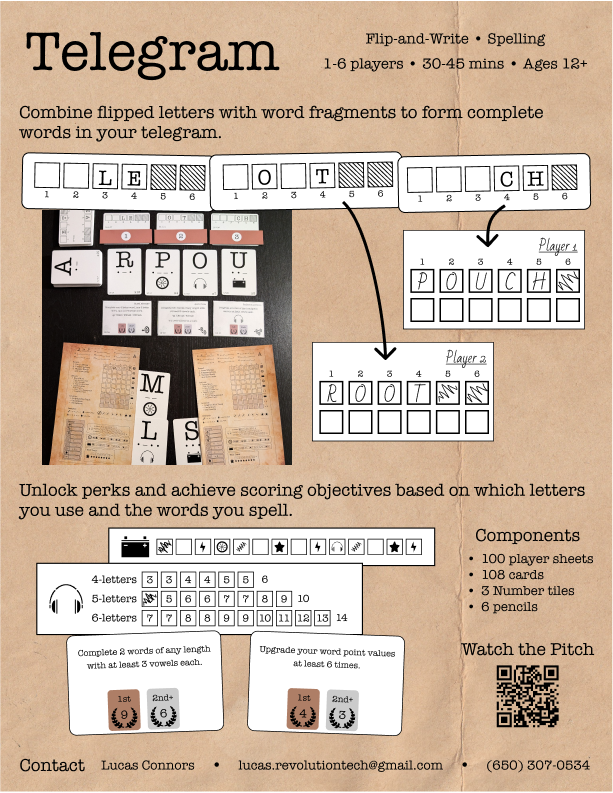 Telegram
Flip-and-Write • Spelling
1-6 players • 30-45 mins • Ages 12+
Combine flipped letters with word fragments to form complete
words in your telegram.
L E
1 2 3 4 5 6
O T
1 2 3 4 5 6
C H
1 2 3 4 5 6
1 2 3
A R P O U
M
L S
Player 1
1 2 3 4 5 6
P O U C H
Player 2
1 2 3 4 5 6
R O O T
Unlock perks and achieve scoring objectives based on which letters
you use and the words you spell.
4-letters 3 3 4 4 5 5 6
5-letters 5 6 6 7 7 8 9 10
6-letters 7 7 8 8 9 9 10 11 12 13 14
Complete 2 words of any length
with at least 3 vowels each.
1st 9 2nd+ 6
Upgrade your word point values
at least 6 times.
1st 4 2nd+ 3
Components
• 100 player sheets
• 108 cards
• 3 Number tiles
• 6 pencils
Watch the Pitch
Contact Lucas Connors • lucas.revolutiontech@gmail.com • (650) 307-0534